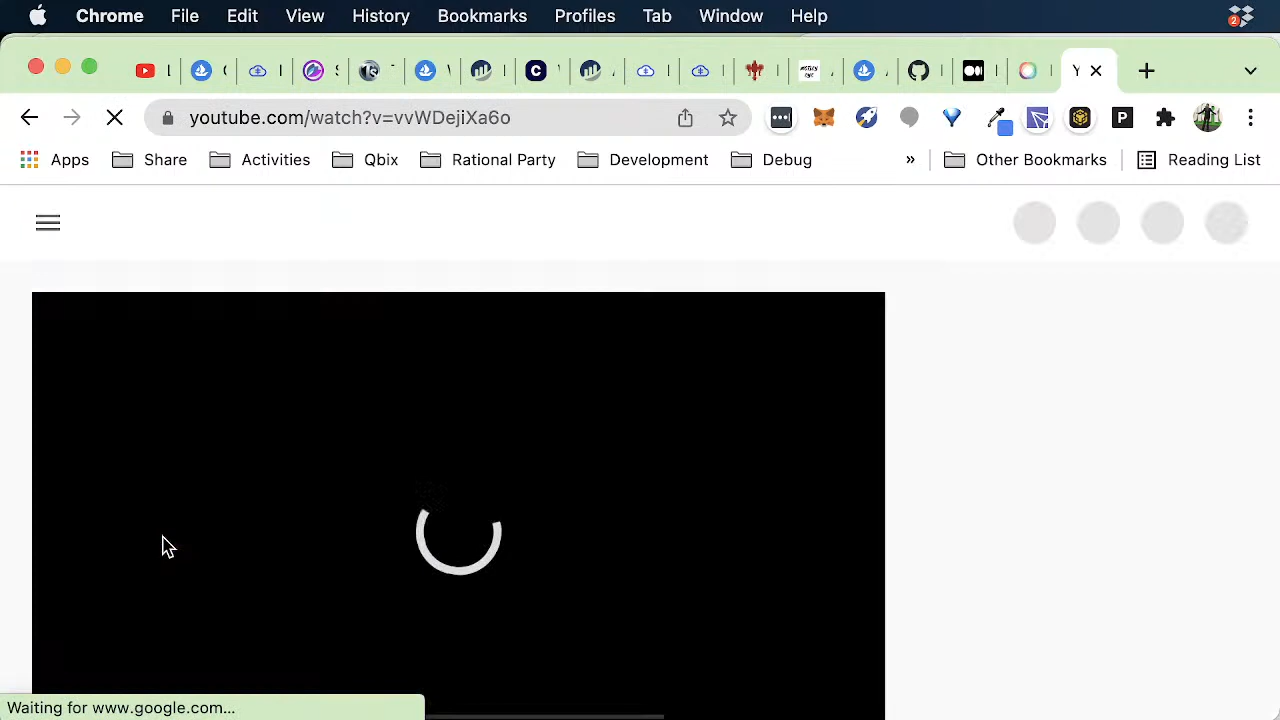 Chrome File Edit View History Bookmarks Profiles Tab Window Help
2
Y
youtube.com/watch?v=vvWDejiXa6o
P
Apps Share Activities Qbix Rational Party Development Debug » Other Bookmarks Reading List
Waiting for www.google.com...